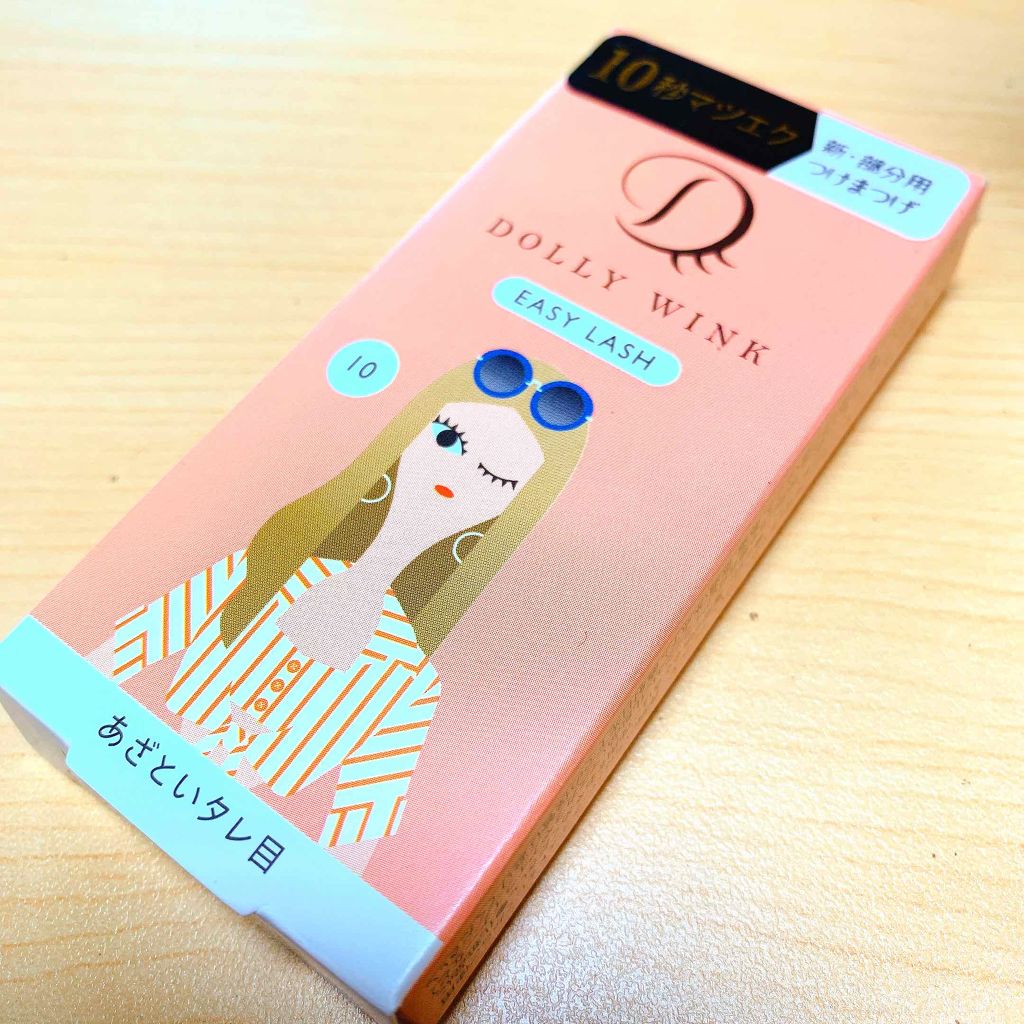 10秒マツエク
新・部分用
つけまつげ
D
DOLLY WINK
EASY LASH
10
あざといタレ目